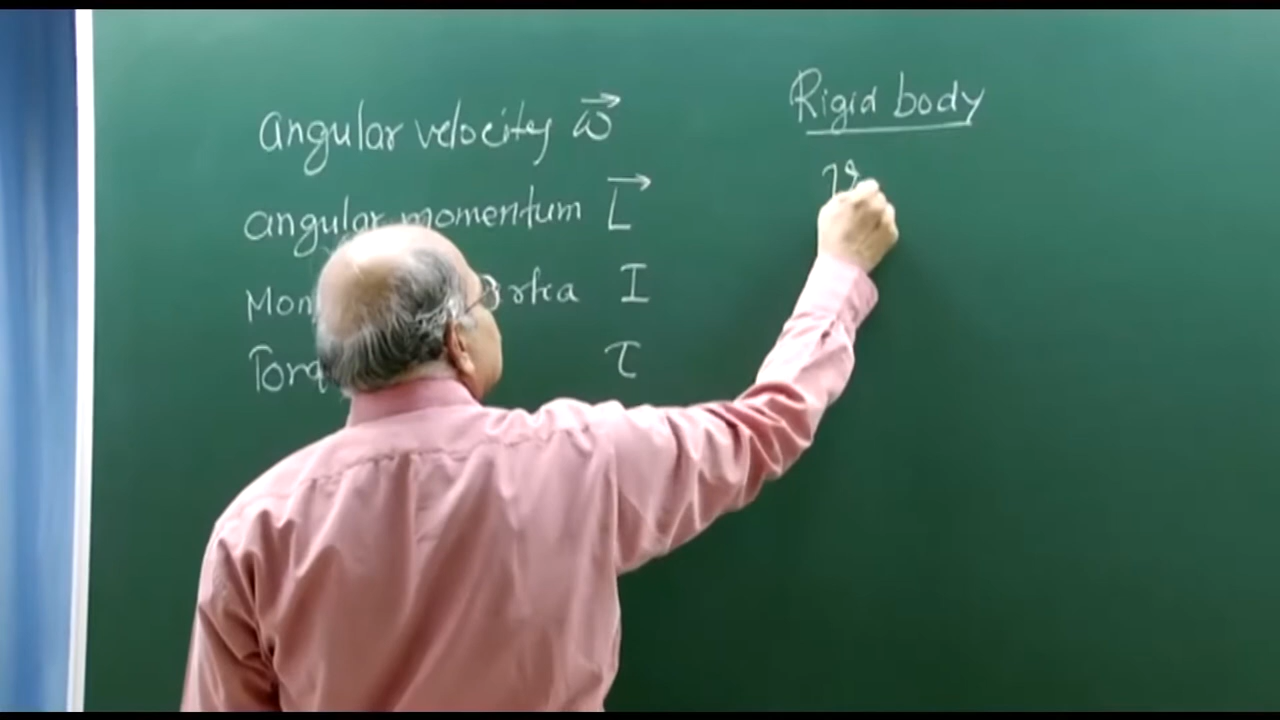 angular velocity ω⃗
angular momentum L⃗
I
τ
Rigid body